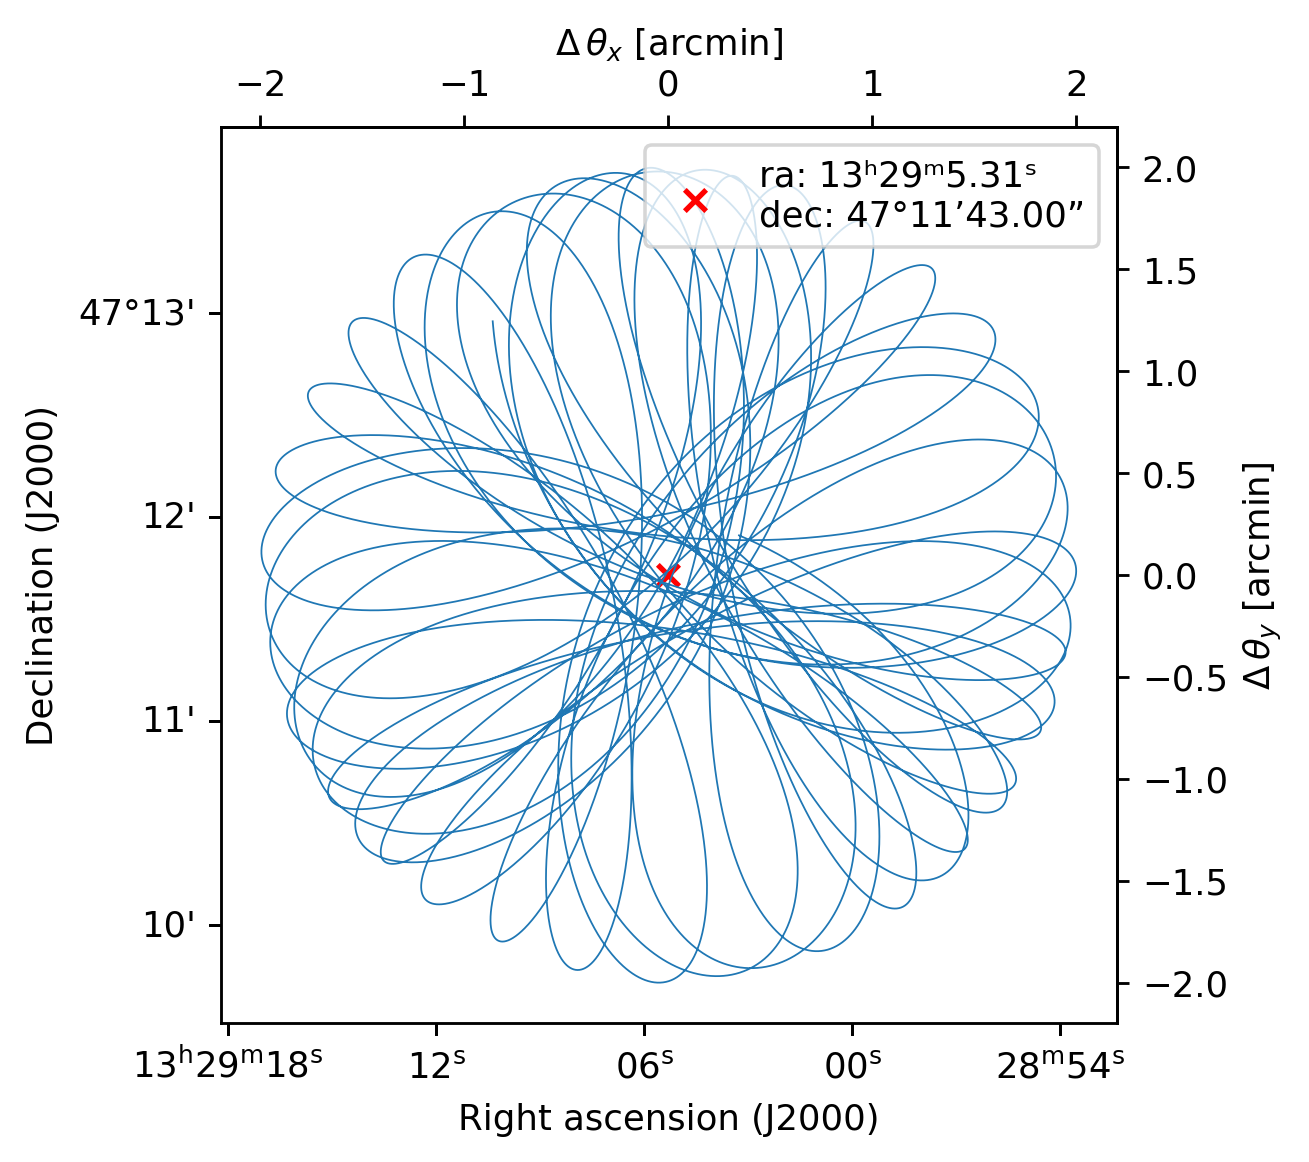 Δ θₓ [arcmin]
−2 −1 0 1 2
ra: 13ʰ29ᵐ5.31ˢ
dec: 47°11’43.00”
2.0
1.5
1.0
0.5
0.0
−0.5
−1.0
−1.5
−2.0
Δ θᵧ [arcmin]
47°13'
12'
11'
10'
Declination (J2000)
13ʰ29ᵐ18ˢ 12ˢ 06ˢ 00ˢ 28ᵐ54ˢ
Right ascension (J2000)